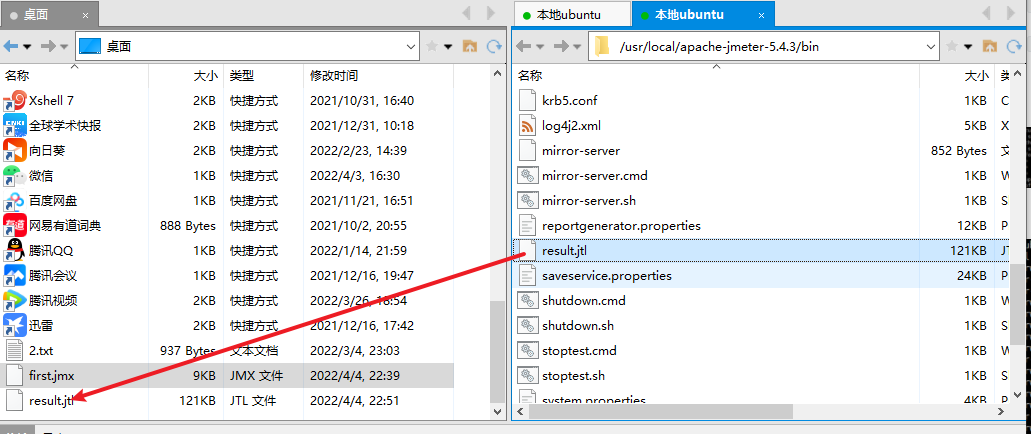 桌面 ×
桌面
名称 大小 类型 修改时间
Xshell 7 2KB 快捷方式 2021/10/31, 16:40
全球学术快报 2KB 快捷方式 2021/12/31, 10:18
向日葵 2KB 快捷方式 2022/2/23, 14:39
微信 1KB 快捷方式 2022/4/3, 16:30
百度网盘 1KB 快捷方式 2021/11/21, 16:51
网易有道词典 888 Bytes 快捷方式 2021/10/2, 20:55
腾讯QQ 1KB 快捷方式 2022/1/14, 21:59
腾讯会议 1KB 快捷方式 2021/12/16, 19:47
腾讯视频 2KB 快捷方式 2022/3/26, 18:54
迅雷 2KB 快捷方式 2021/12/16, 17:42
2.txt 937 Bytes 文本文档 2022/3/4, 23:03
first.jmx 9KB JMX 文件 2022/4/4, 22:39
result.jtl 121KB JTL 文件 2022/4/4, 22:51
本地ubuntu 本地ubuntu ×
/usr/local/apache-jmeter-5.4.3/bin
名称 大小
krb5.conf 1KB C
log4j2.xml 5KB X
mirror-server 852 Bytes
mirror-server.cmd 1KB
mirror-server.sh 1KB
reportgenerator.properties 12KB P
result.jtl 121KB JT
saveservice.properties 24KB P
shutdown.cmd 1KB
shutdown.sh 1KB
stoptest.cmd 1KB
stoptest.sh 1KB
system.properties 4KB P